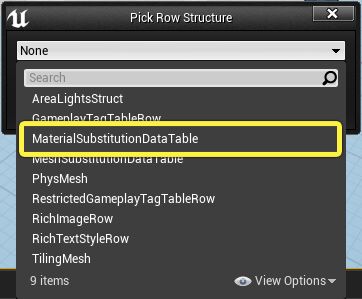 Pick Row Structure
None
Search
AreaLightsStruct
GameplayTagTableRow
MaterialSubstitutionDataTable
MeshSubstitutionDataTable
PhysMesh
RestrictedGameplayTagTableRow
RichImageRow
RichTextStyleRow
TilingMesh
9 items View Options